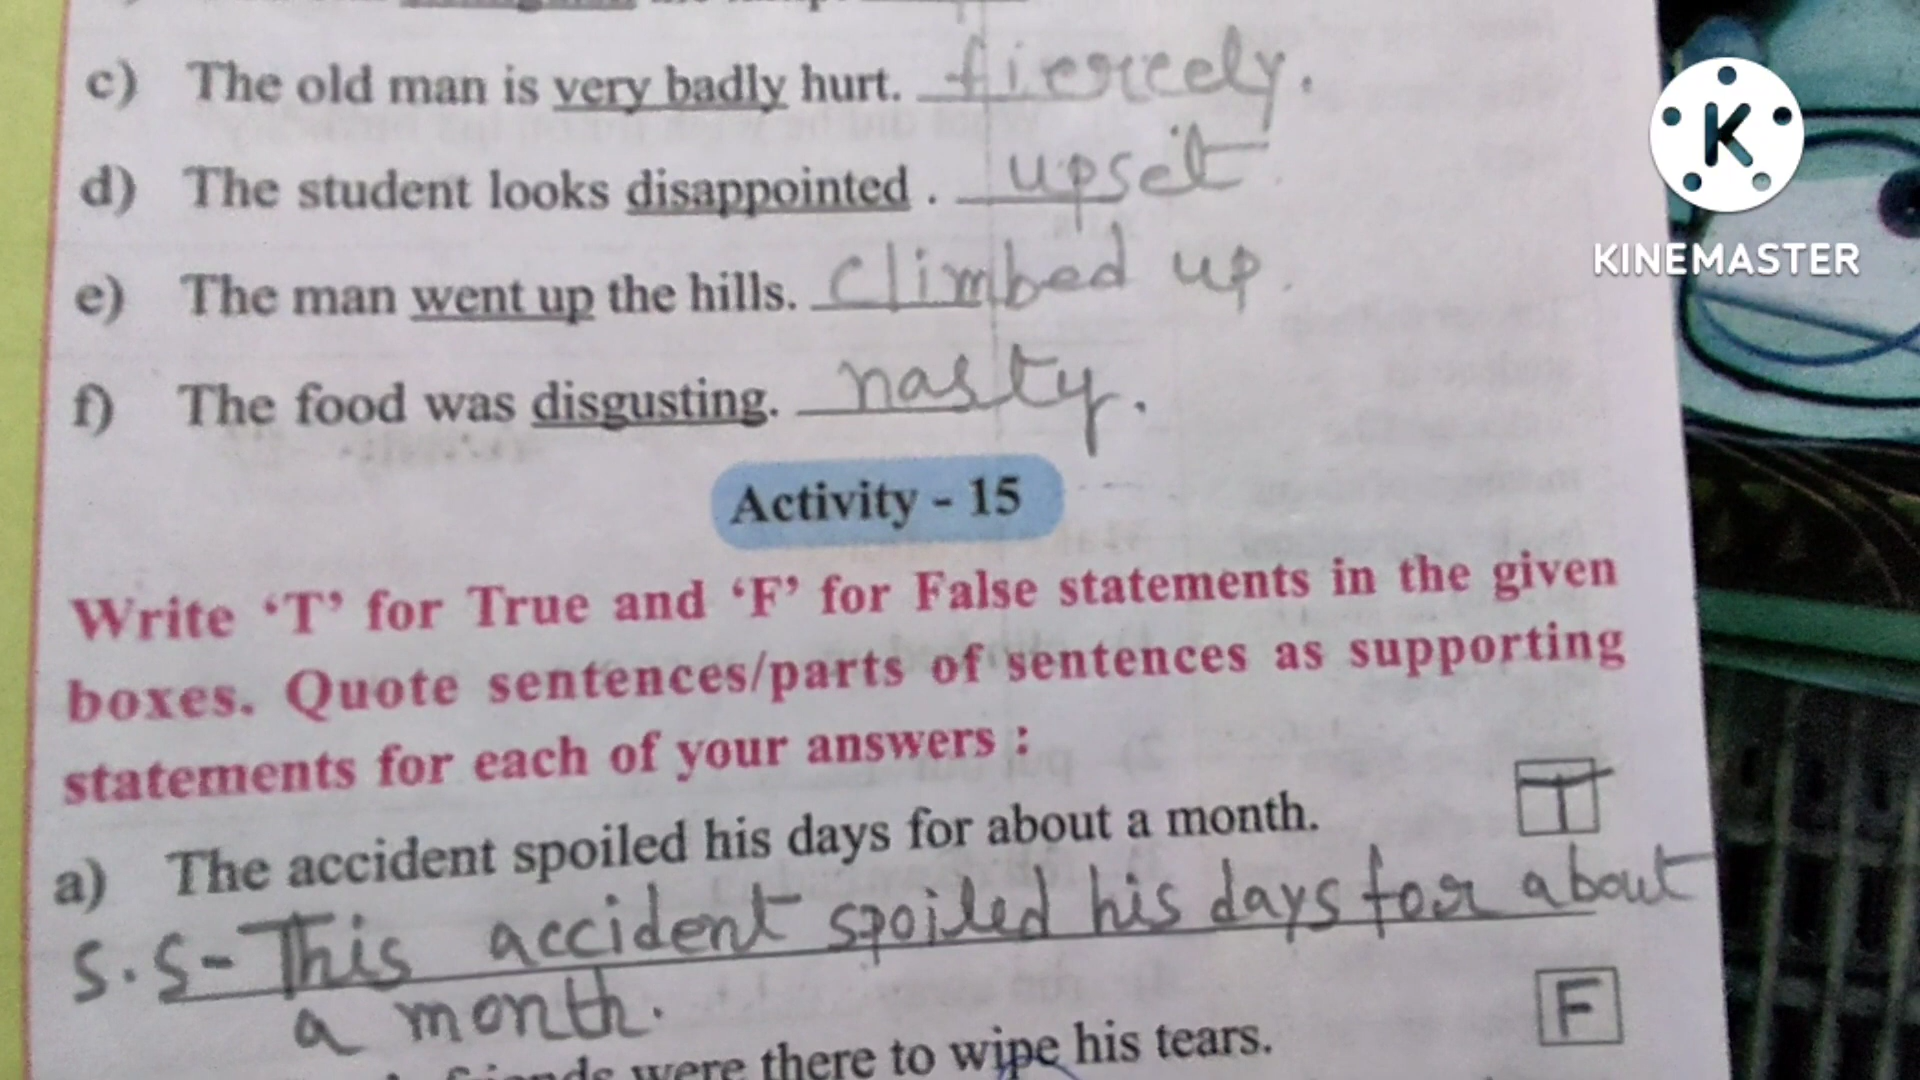 c) The old man is very badly hurt. fiercely.
d) The student looks disappointed . upset
e) The man went up the hills. climbed up.
f) The food was disgusting. nasty.
K
KINEMASTER
Activity - 15
Write ‘T’ for True and ‘F’ for False statements in the given
boxes. Quote sentences/parts of sentences as supporting
statements for each of your answers :
a) The accident spoiled his days for about a month. T
S.S- This accident spoiled his days for about
a month.
friends were there to wipe his tears. F